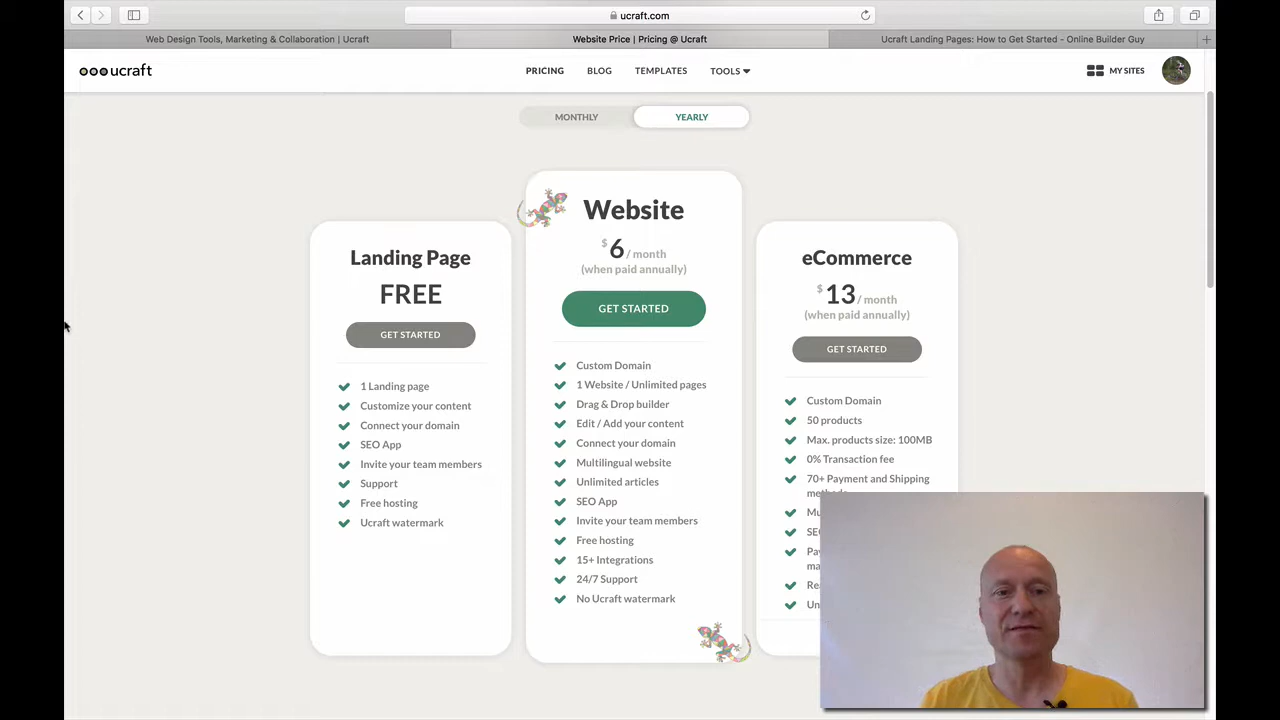 ucraft.com
Web Design Tools, Marketing & Collaboration | Ucraft
Website Price | Pricing @ Ucraft
Ucraft Landing Pages: How to Get Started - Online Builder Guy
ucraft
PRICING
BLOG
TEMPLATES
TOOLS
MY SITES
MONTHLY
YEARLY
Landing Page
FREE
GET STARTED
1 Landing page
Customize your content
Connect your domain
SEO App
Invite your team members
Support
Free hosting
Ucraft watermark
Website
$6 / month
(when paid annually)
GET STARTED
Custom Domain
1 Website / Unlimited pages
Drag & Drop builder
Edit / Add your content
Connect your domain
Multilingual website
Unlimited articles
SEO App
Invite your team members
Free hosting
15+ Integrations
24/7 Support
No Ucraft watermark
eCommerce
$13 / month
(when paid annually)
GET STARTED
Custom Domain
50 products
Max. products size: 100MB
0% Transaction fee
70+ Payment and Shipping